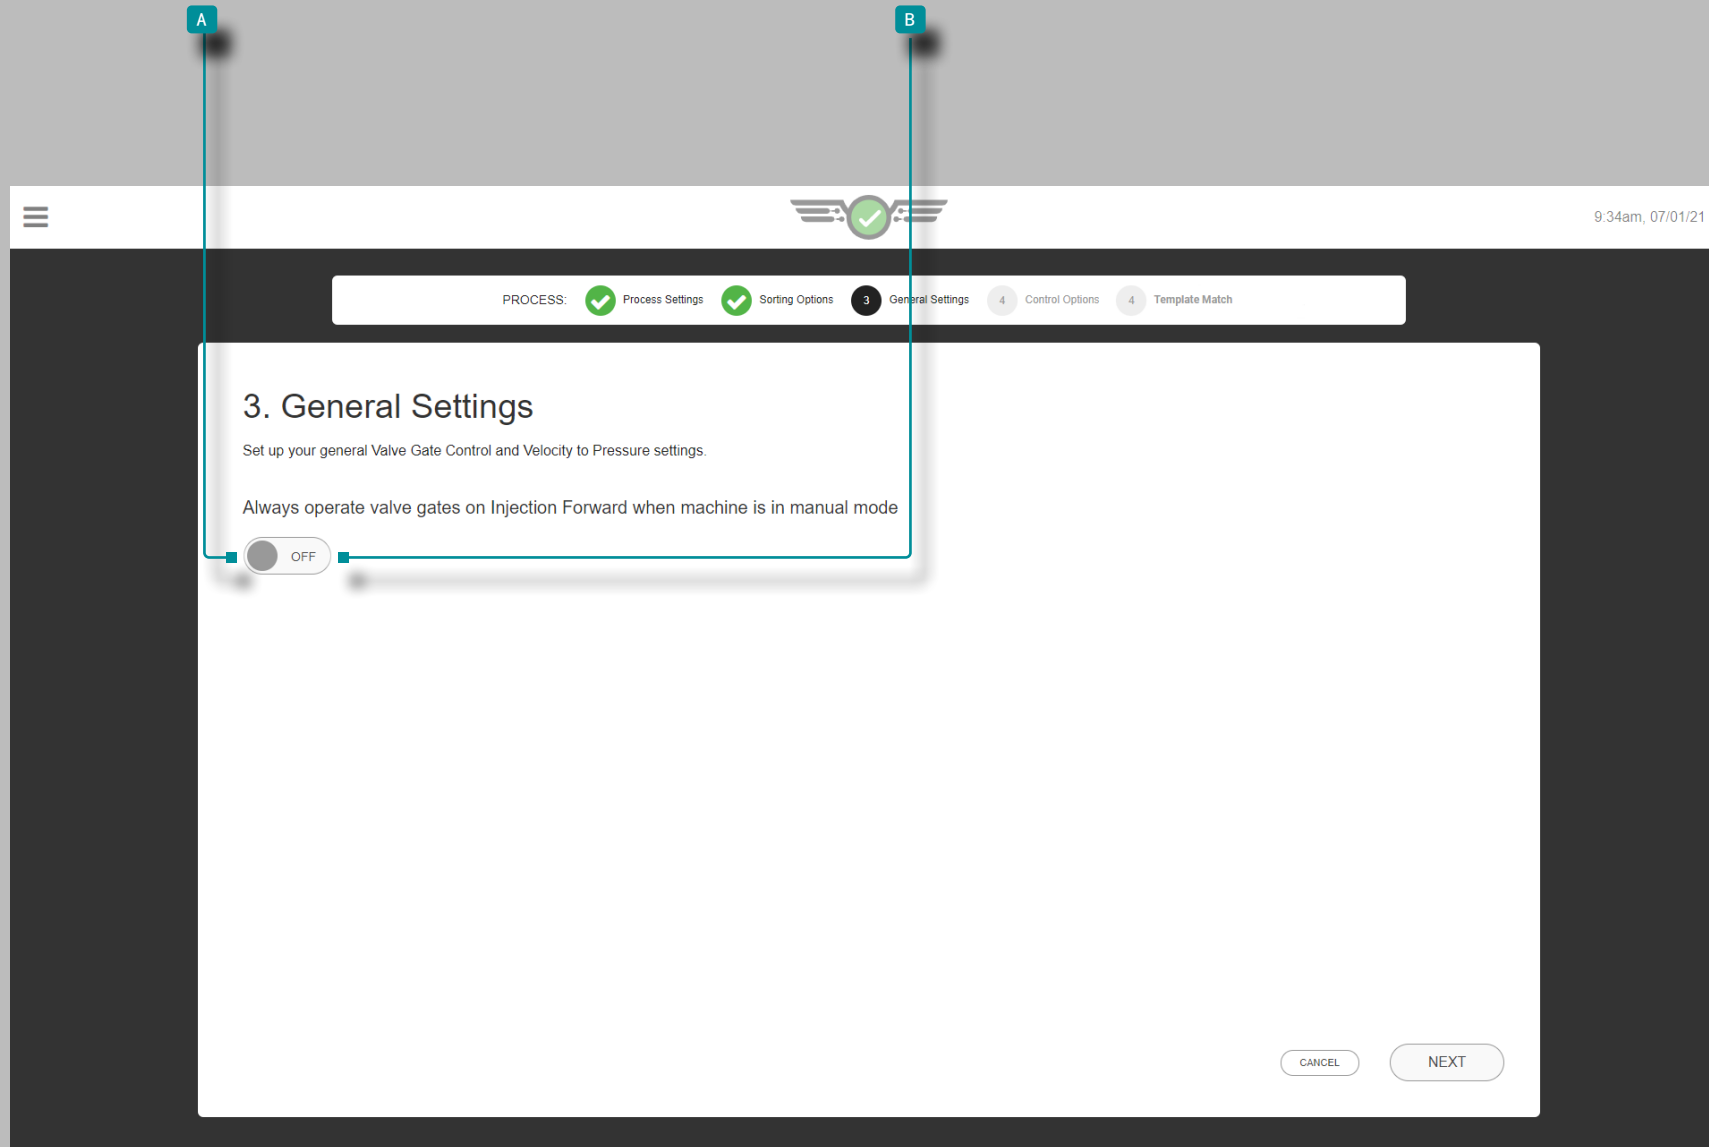 A B
9:34am, 07/01/21
PROCESS: Process Settings Sorting Options 3 General Settings 4 Control Options 4 Template Match
3. General Settings
Set up your general Valve Gate Control and Velocity to Pressure settings.
Always operate valve gates on Injection Forward when machine is in manual mode
OFF
CANCEL NEXT